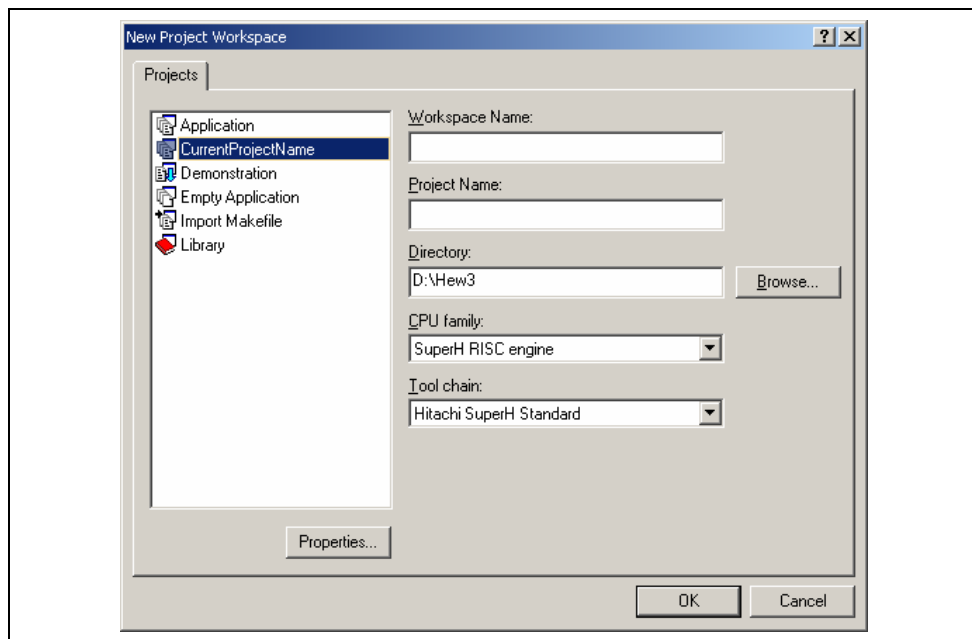 New Project Workspace
Projects
Application
CurrentProjectName
Demonstration
Empty Application
Import Makefile
Library
Properties...
Workspace Name:
Project Name:
Directory:
D:\Hew3
Browse...
CPU family:
SuperH RISC engine
Tool chain:
Hitachi SuperH Standard
OK
Cancel